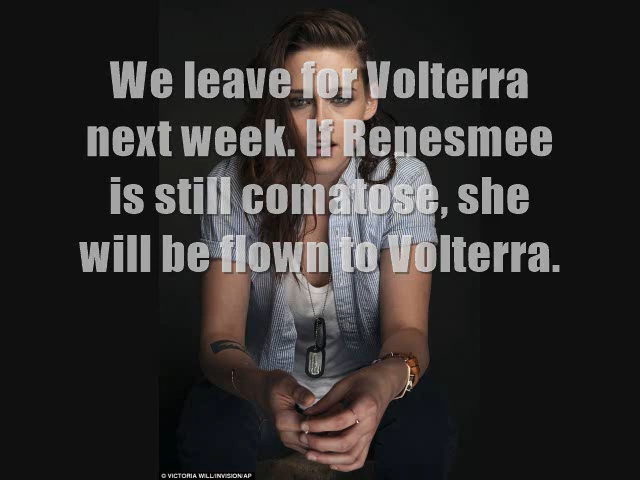 We leave for Volterra
next week. If Renesmee
is still comatose, she
will be flown to Volterra.
© VICTORIA WILL/INVISION/AP